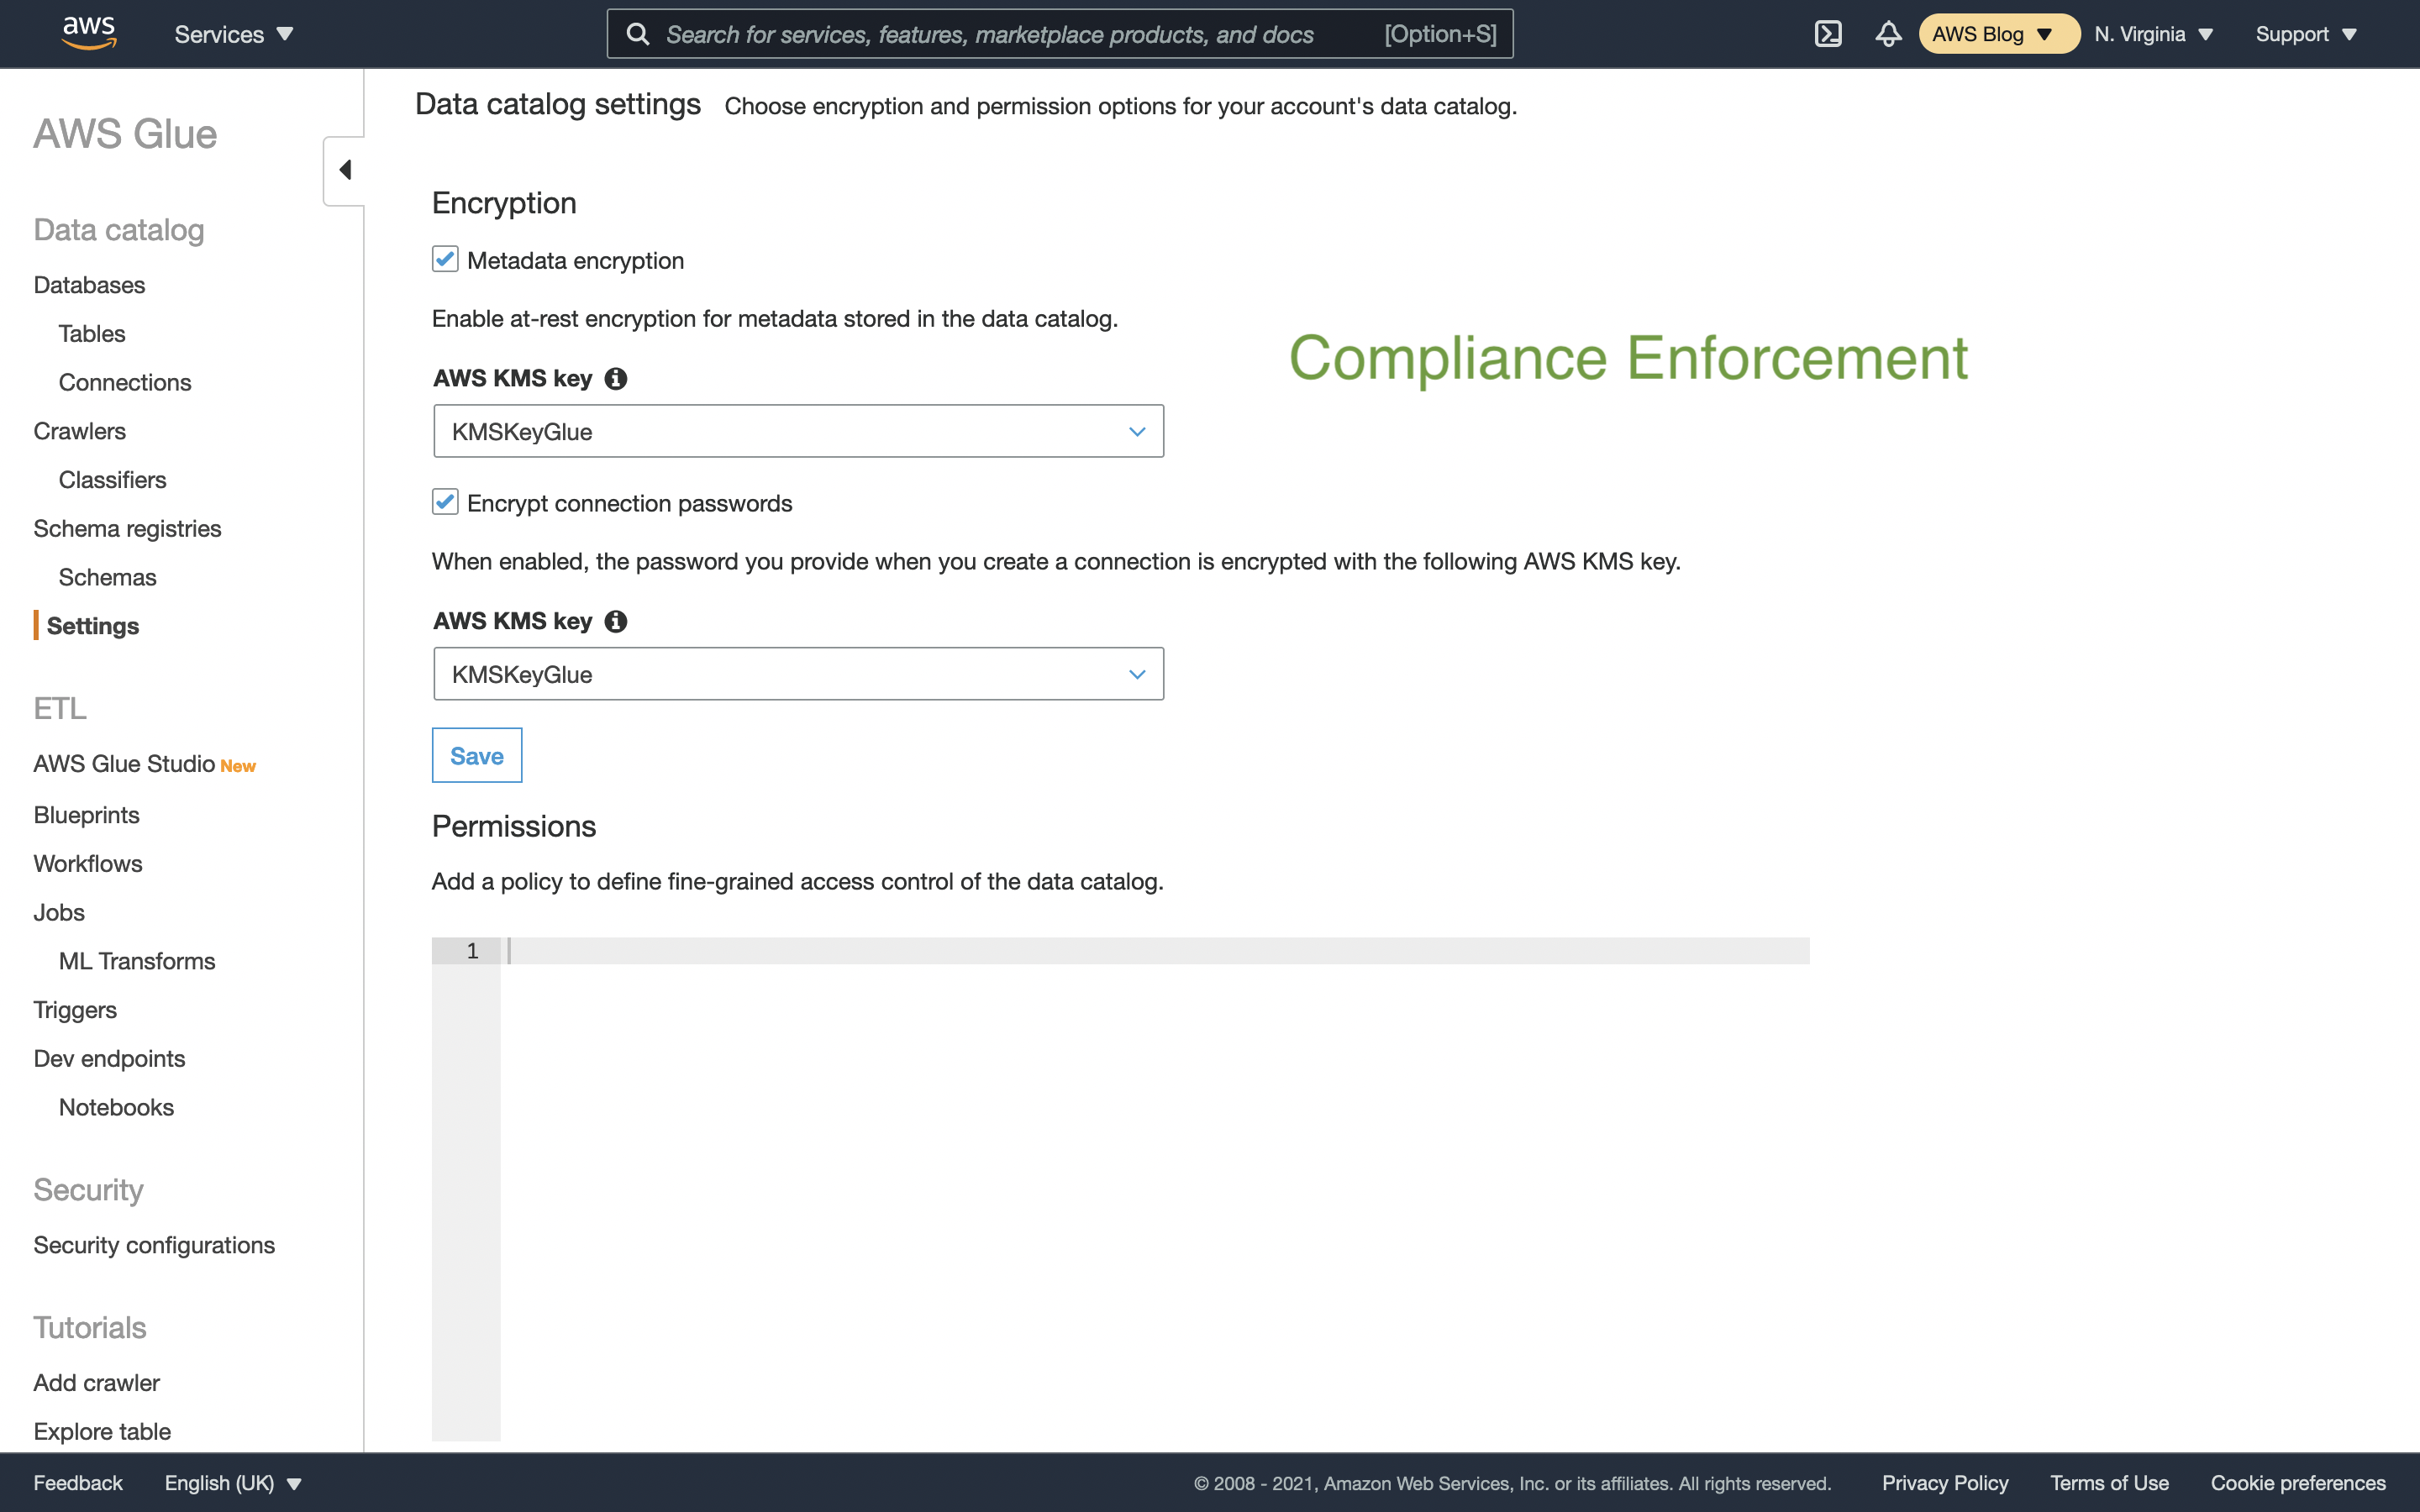 aws
Services
Search for services, features, marketplace products, and docs [Option+S]
AWS Blog
N. Virginia
Support
AWS Glue
Data catalog
Databases
Tables
Connections
Crawlers
Classifiers
Schema registries
Schemas
Settings
ETL
AWS Glue Studio New
Blueprints
Workflows
Jobs
ML Transforms
Triggers
Dev endpoints
Notebooks
Security
Security configurations
Tutorials
Add crawler
Explore table
Data catalog settings Choose encryption and permission options for your account's data catalog.
Encryption
Metadata encryption
Enable at-rest encryption for metadata stored in the data catalog.
Compliance Enforcement
AWS KMS key
KMSKeyGlue
Encrypt connection passwords
When enabled, the password you provide when you create a connection is encrypted with the following AWS KMS key.
AWS KMS key
KMSKeyGlue
Save
Permissions
Add a policy to define fine-grained access control of the data catalog.
1
Feedback
English (UK)
© 2008 - 2021, Amazon Web Services, Inc. or its affiliates. All rights reserved.
Privacy Policy
Terms of Use
Cookie preferences